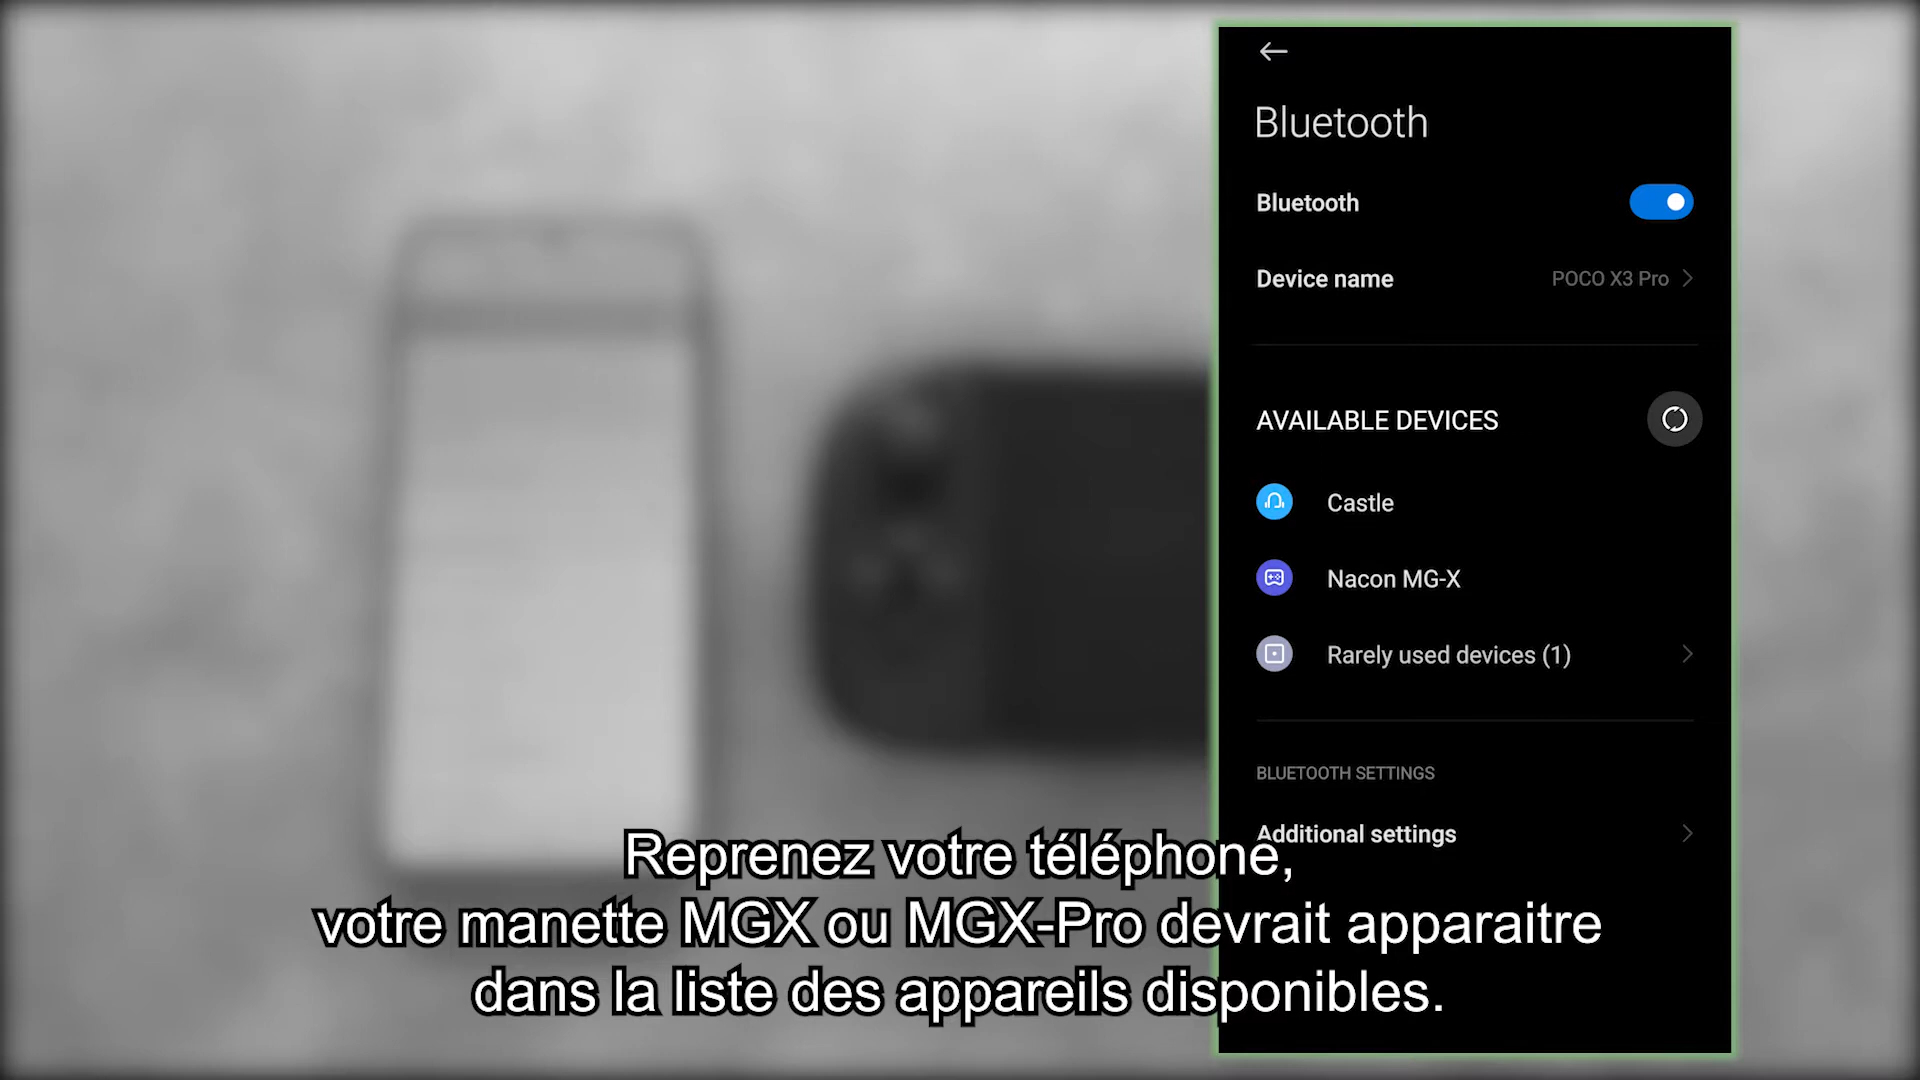 Bluetooth
Bluetooth
Device name POCO X3 Pro
AVAILABLE DEVICES
Castle
Nacon MG-X
Rarely used devices (1)
BLUETOOTH SETTINGS
Additional settings
Reprenez votre téléphone,
votre manette MGX ou MGX-Pro devrait apparaitre
dans la liste des appareils disponibles.